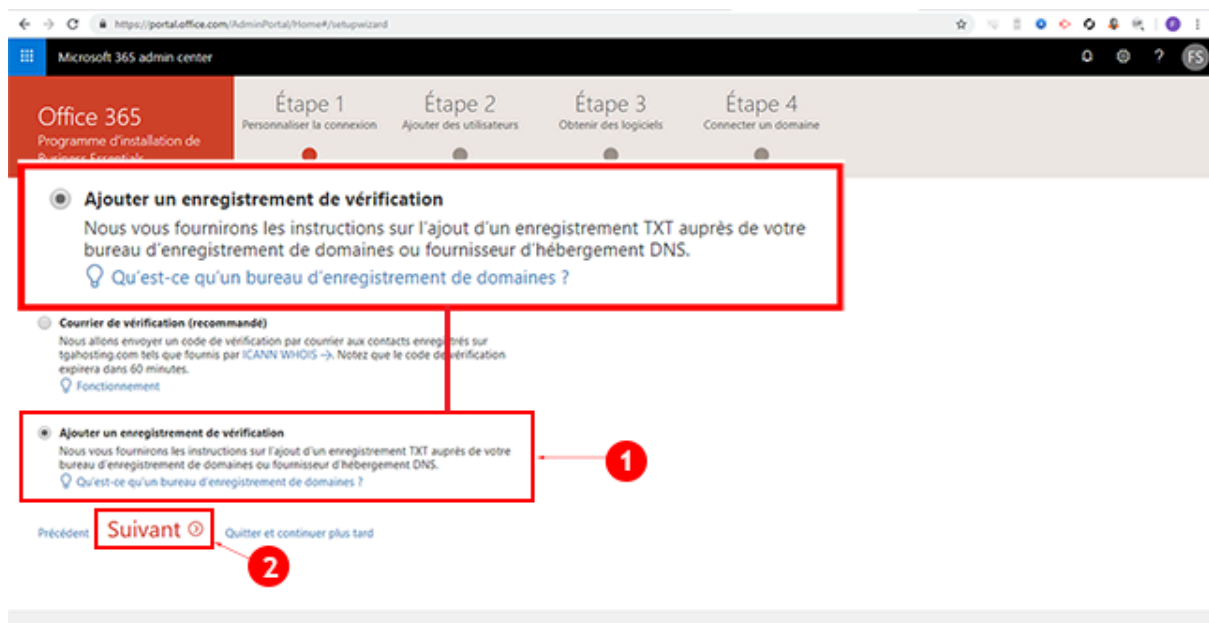 https://portal.office.com/AdminPortal/Home#/setupwizard
Microsoft 365 admin center
FS
Office 365
Programme d'installation de
Business Essentials
Étape 1
Personnaliser la connexion
Étape 2
Ajouter des utilisateurs
Étape 3
Obtenir des logiciels
Étape 4
Connecter un domaine
Ajouter un enregistrement de vérification
Nous vous fournirons les instructions sur l'ajout d'un enregistrement TXT auprès de votre
bureau d'enregistrement de domaines ou fournisseur d'hébergement DNS.
Qu'est-ce qu'un bureau d'enregistrement de domaines ?
Courrier de vérification (recommandé)
Nous allons envoyer un code de vérification par courrier aux contacts enregistrés sur
tgahosting.com tels que fournis par ICANN WHOIS →. Notez que le code de vérification
expirera dans 60 minutes.
Fonctionnement
Ajouter un enregistrement de vérification
Nous vous fournirons les instructions sur l'ajout d'un enregistrement TXT auprès de votre
bureau d'enregistrement de domaines ou fournisseur d'hébergement DNS.
Qu'est-ce qu'un bureau d'enregistrement de domaines ?
1
Précédent Suivant Quitter et continuer plus tard
2